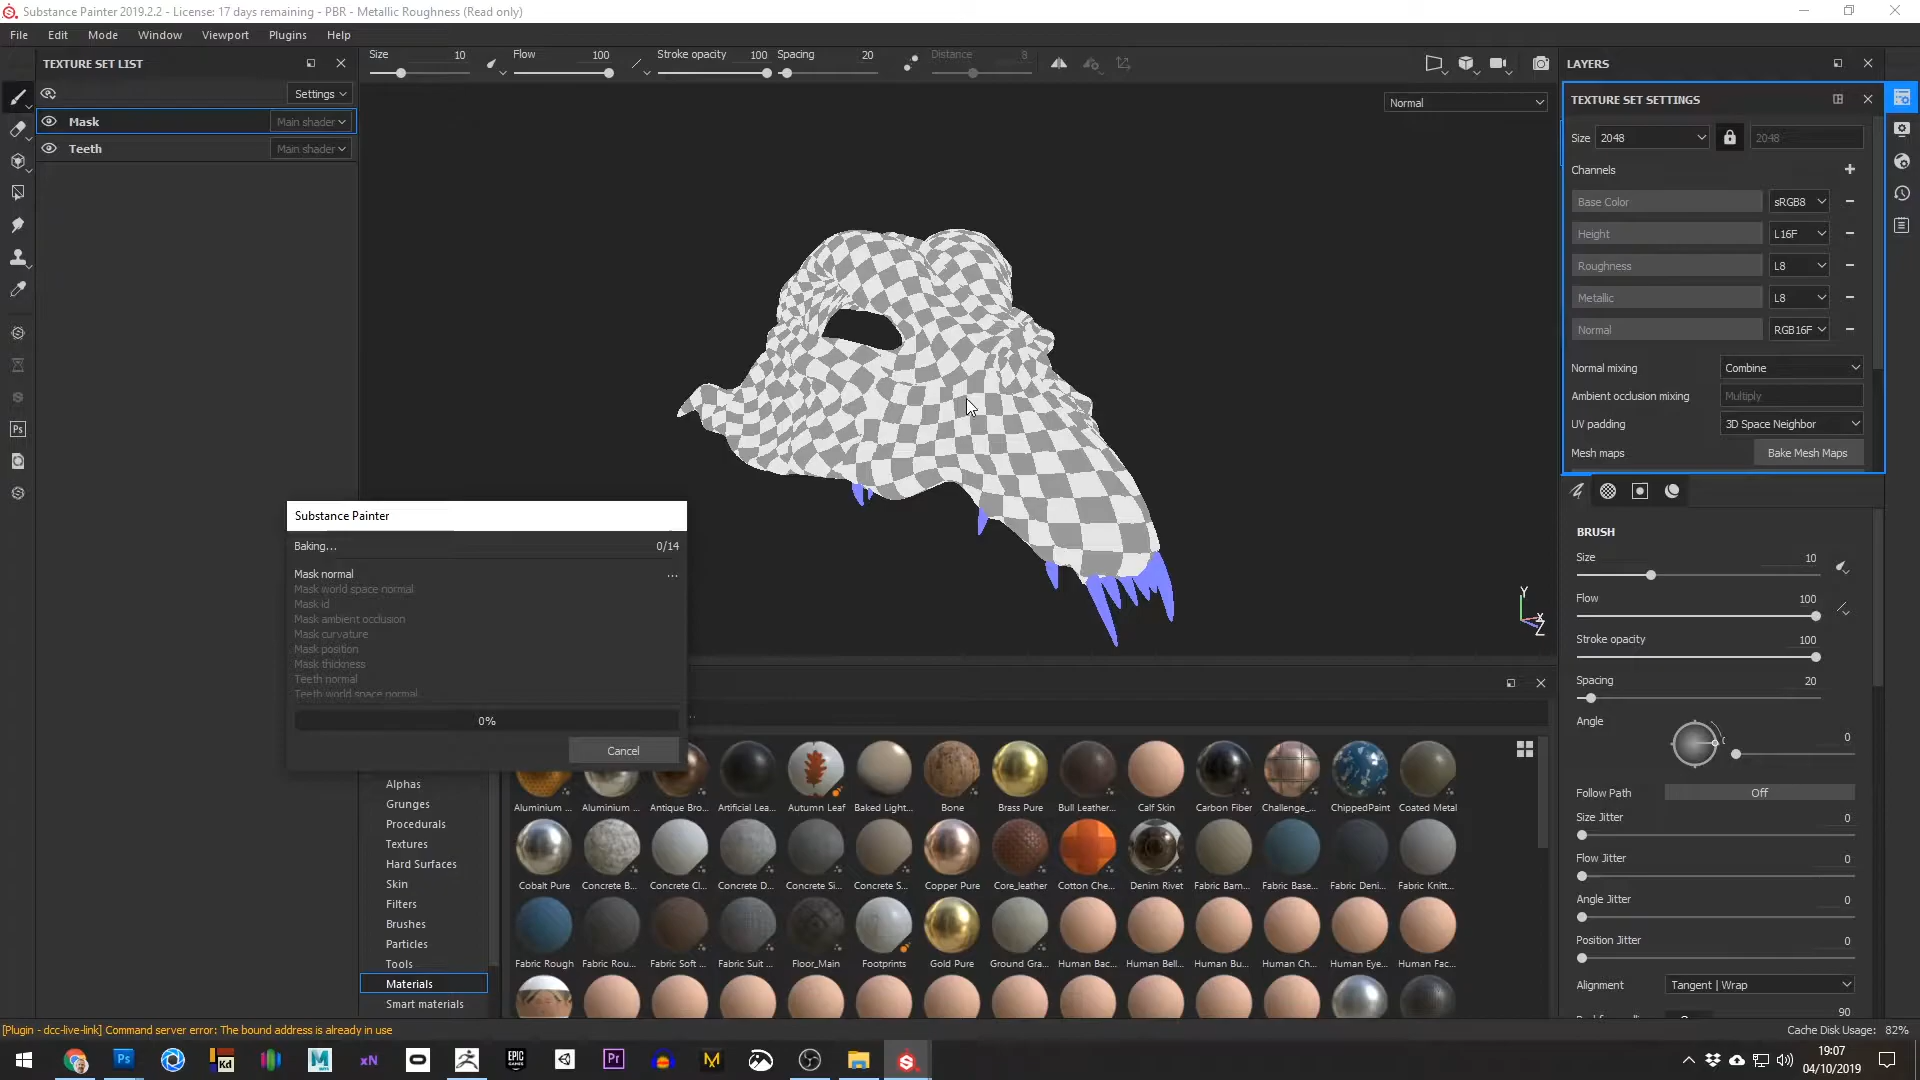 Substance Painter 2019.2.2 - License: 17 days remaining - PBR - Metallic Roughness (Read only)
File Edit Mode Window Viewport Plugins Help
TEXTURE SET LIST
Size 10 Flow 100 Stroke opacity 100 Spacing 20 Distance 8
LAYERS
Settings
Normal
TEXTURE SET SETTINGS
Mask Main shader
Teeth Main shader
Size 2048 2048
Channels
Base Color sRGB8
Height L16F
Roughness L8
Metallic L8
Normal RGB16F
Normal mixing Combine
Ambient occlusion mixing Multiply
UV padding 3D Space Neighbor
Mesh maps Bake Mesh Maps
Ps
Substance Painter
Baking... 0/14
Mask normal ...
Mask world space normal
Mask id
Mask ambient occlusion
Mask curvature
Mask position
Mask thickness
Teeth normal
Teeth world space normal
0%
Cancel
Y
X
Z
BRUSH
Size 10
Flow 100
Stroke opacity 100
Spacing 20
Angle 0
Follow Path Off
Size Jitter 0
Flow Jitter 0
Angle Jitter 0
Position Jitter 0
Alignment Tangent | Wrap
90
Alphas
Grunges
Procedurals
Textures
Hard Surfaces
Skin
Filters
Brushes
Particles
Tools
Materials
Smart materials
Aluminium ... Aluminium ... Antique Bro... Artificial Lea... Autumn Leaf Baked Light... Bone Brass Pure Bull Leather... Calf Skin Carbon Fiber Challenge_... ChippedPaint Coated Metal
Cobalt Pure Concrete B... Concrete Cl... Concrete D... Concrete Si... Concrete S... Copper Pure Core_leather Cotton Che... Denim Rivet Fabric Bam... Fabric Base... Fabric Deni... Fabric Knitt...
Fabric Rough Fabric Rou... Fabric Soft ... Fabric Suit ... Floor_Main Footprints Gold Pure Ground Gra... Human Bac... Human Bell... Human Bu... Human Ch... Human Eye... Human Fac...
[Plugin - dcc-live-link] Command server error: The bound address is already in use
Cache Disk Usage: 82%
Ps Kd M xN EPIC GAMES Pr M
19:07
04/10/2019